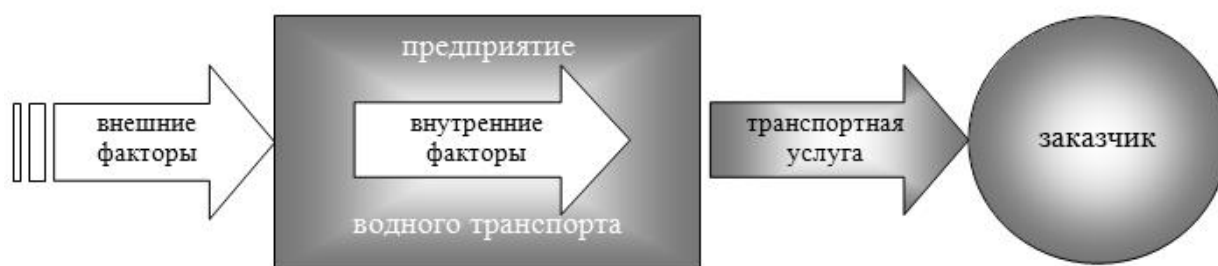 предприятие
внешние
факторы
внутренние
факторы
водного транспорта
транспортная
услуга
заказчик